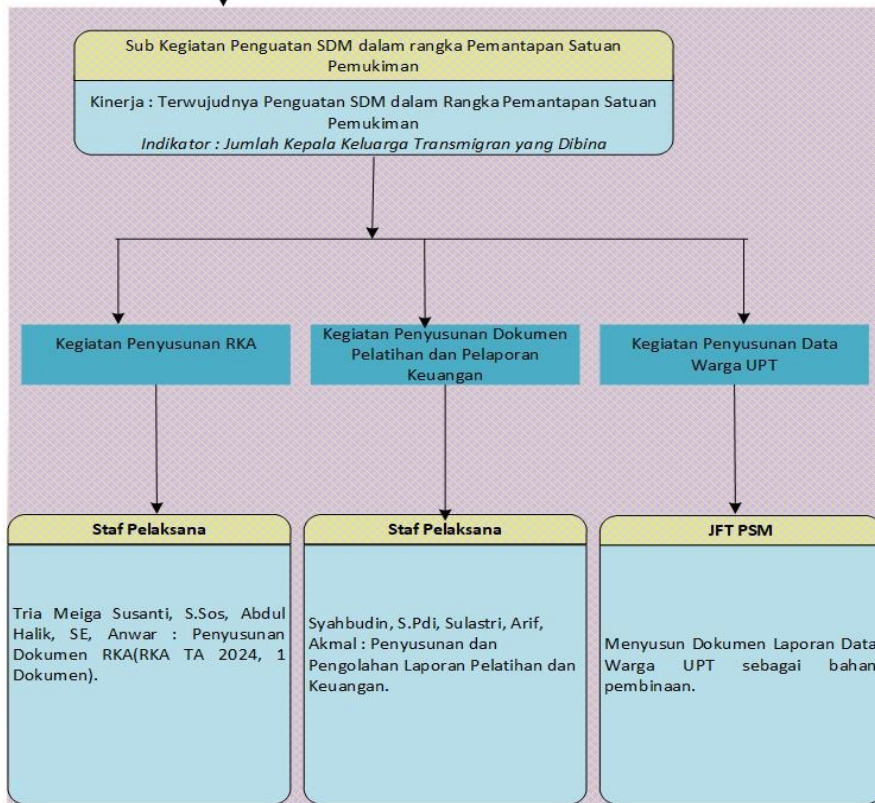 Sub Kegiatan Penguatan SDM dalam rangka Pemantapan Satuan
Pemukiman
Kinerja : Terwujudnya Penguatan SDM dalam Rangka Pemantapan Satuan
Pemukiman
Indikator : Jumlah Kepala Keluarga Transmigran yang Dibina
Kegiatan Penyusunan RKA
Kegiatan Penyusunan Dokumen
Pelatihan dan Pelaporan
Keuangan
Kegiatan Penyusunan Data
Warga UPT
Staf Pelaksana
Tria Meiga Susanti, S.Sos, Abdul
Halik, SE, Anwar : Penyusunan
Dokumen RKA(RKA TA 2024, 1
Dokumen).
Staf Pelaksana
Syahbudin, S.Pdi, Sulastri, Arif,
Akmal : Penyusunan dan
Pengolahan Laporan Pelatihan dan
Keuangan.
JFT PSM
Menyusun Dokumen Laporan Data
Warga UPT sebagai bahan
pembinaan.